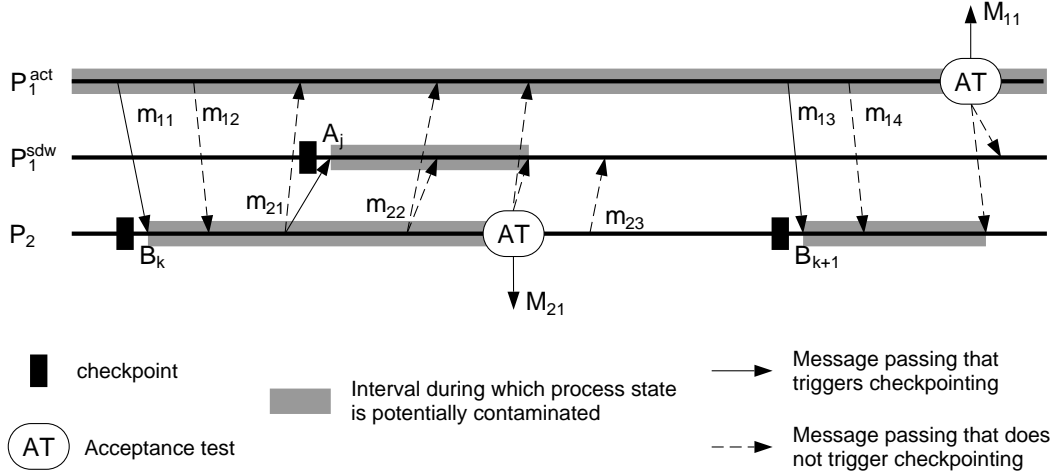 M₁₁
P₁ᵃᶜᵗ
AT
m₁₁
m₁₂
m₁₃
m₁₄
Aⱼ
P₁ˢᵈʷ
m₂₁
m₂₂
m₂₃
P₂
AT
Bₖ
Bₖ₊₁
M₂₁
checkpoint
Interval during which process state
is potentially contaminated
Message passing that
triggers checkpointing
AT
Acceptance test
Message passing that does
not trigger checkpointing